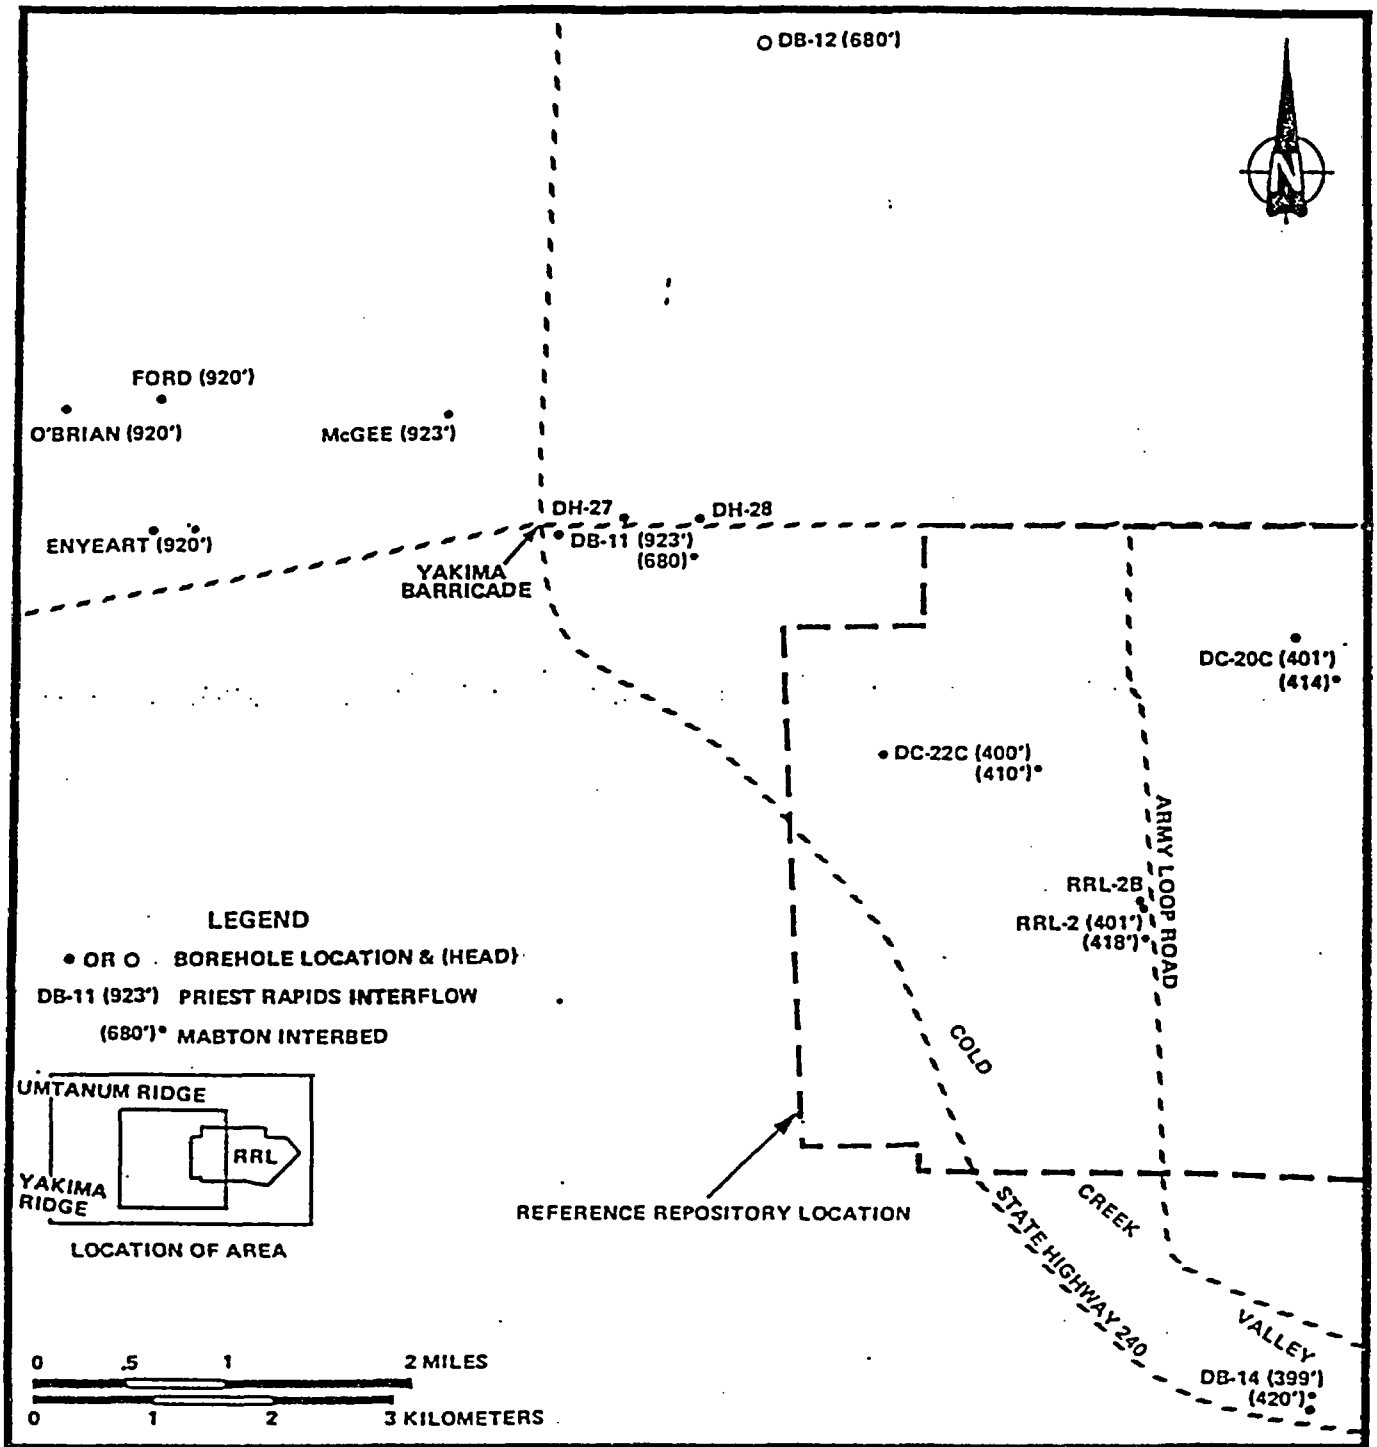 DB-12 (680')
N
FORD (920')
O'BRIAN (920')
McGEE (923')
DH-27
DH-28
ENYEART (920')
DB-11 (923')
(680)•
YAKIMA
BARRICADE
DC-20C (401')
(414)•
DC-22C (400')
(410')•
ARMY LOOP ROAD
RRL-2B
RRL-2 (401')
(418')•
LEGEND
• OR O BOREHOLE LOCATION & (HEAD)
DB-11 (923') PRIEST RAPIDS INTERFLOW
(680')• MABTON INTERBED
COLD
CREEK
VALLEY
UMTANUM RIDGE
RRL
YAKIMA
RIDGE
LOCATION OF AREA
REFERENCE REPOSITORY LOCATION
STATE HIGHWAY 240
DB-14 (399')
(420')•
0 .5 1 2 MILES
0 1 2 3 KILOMETERS